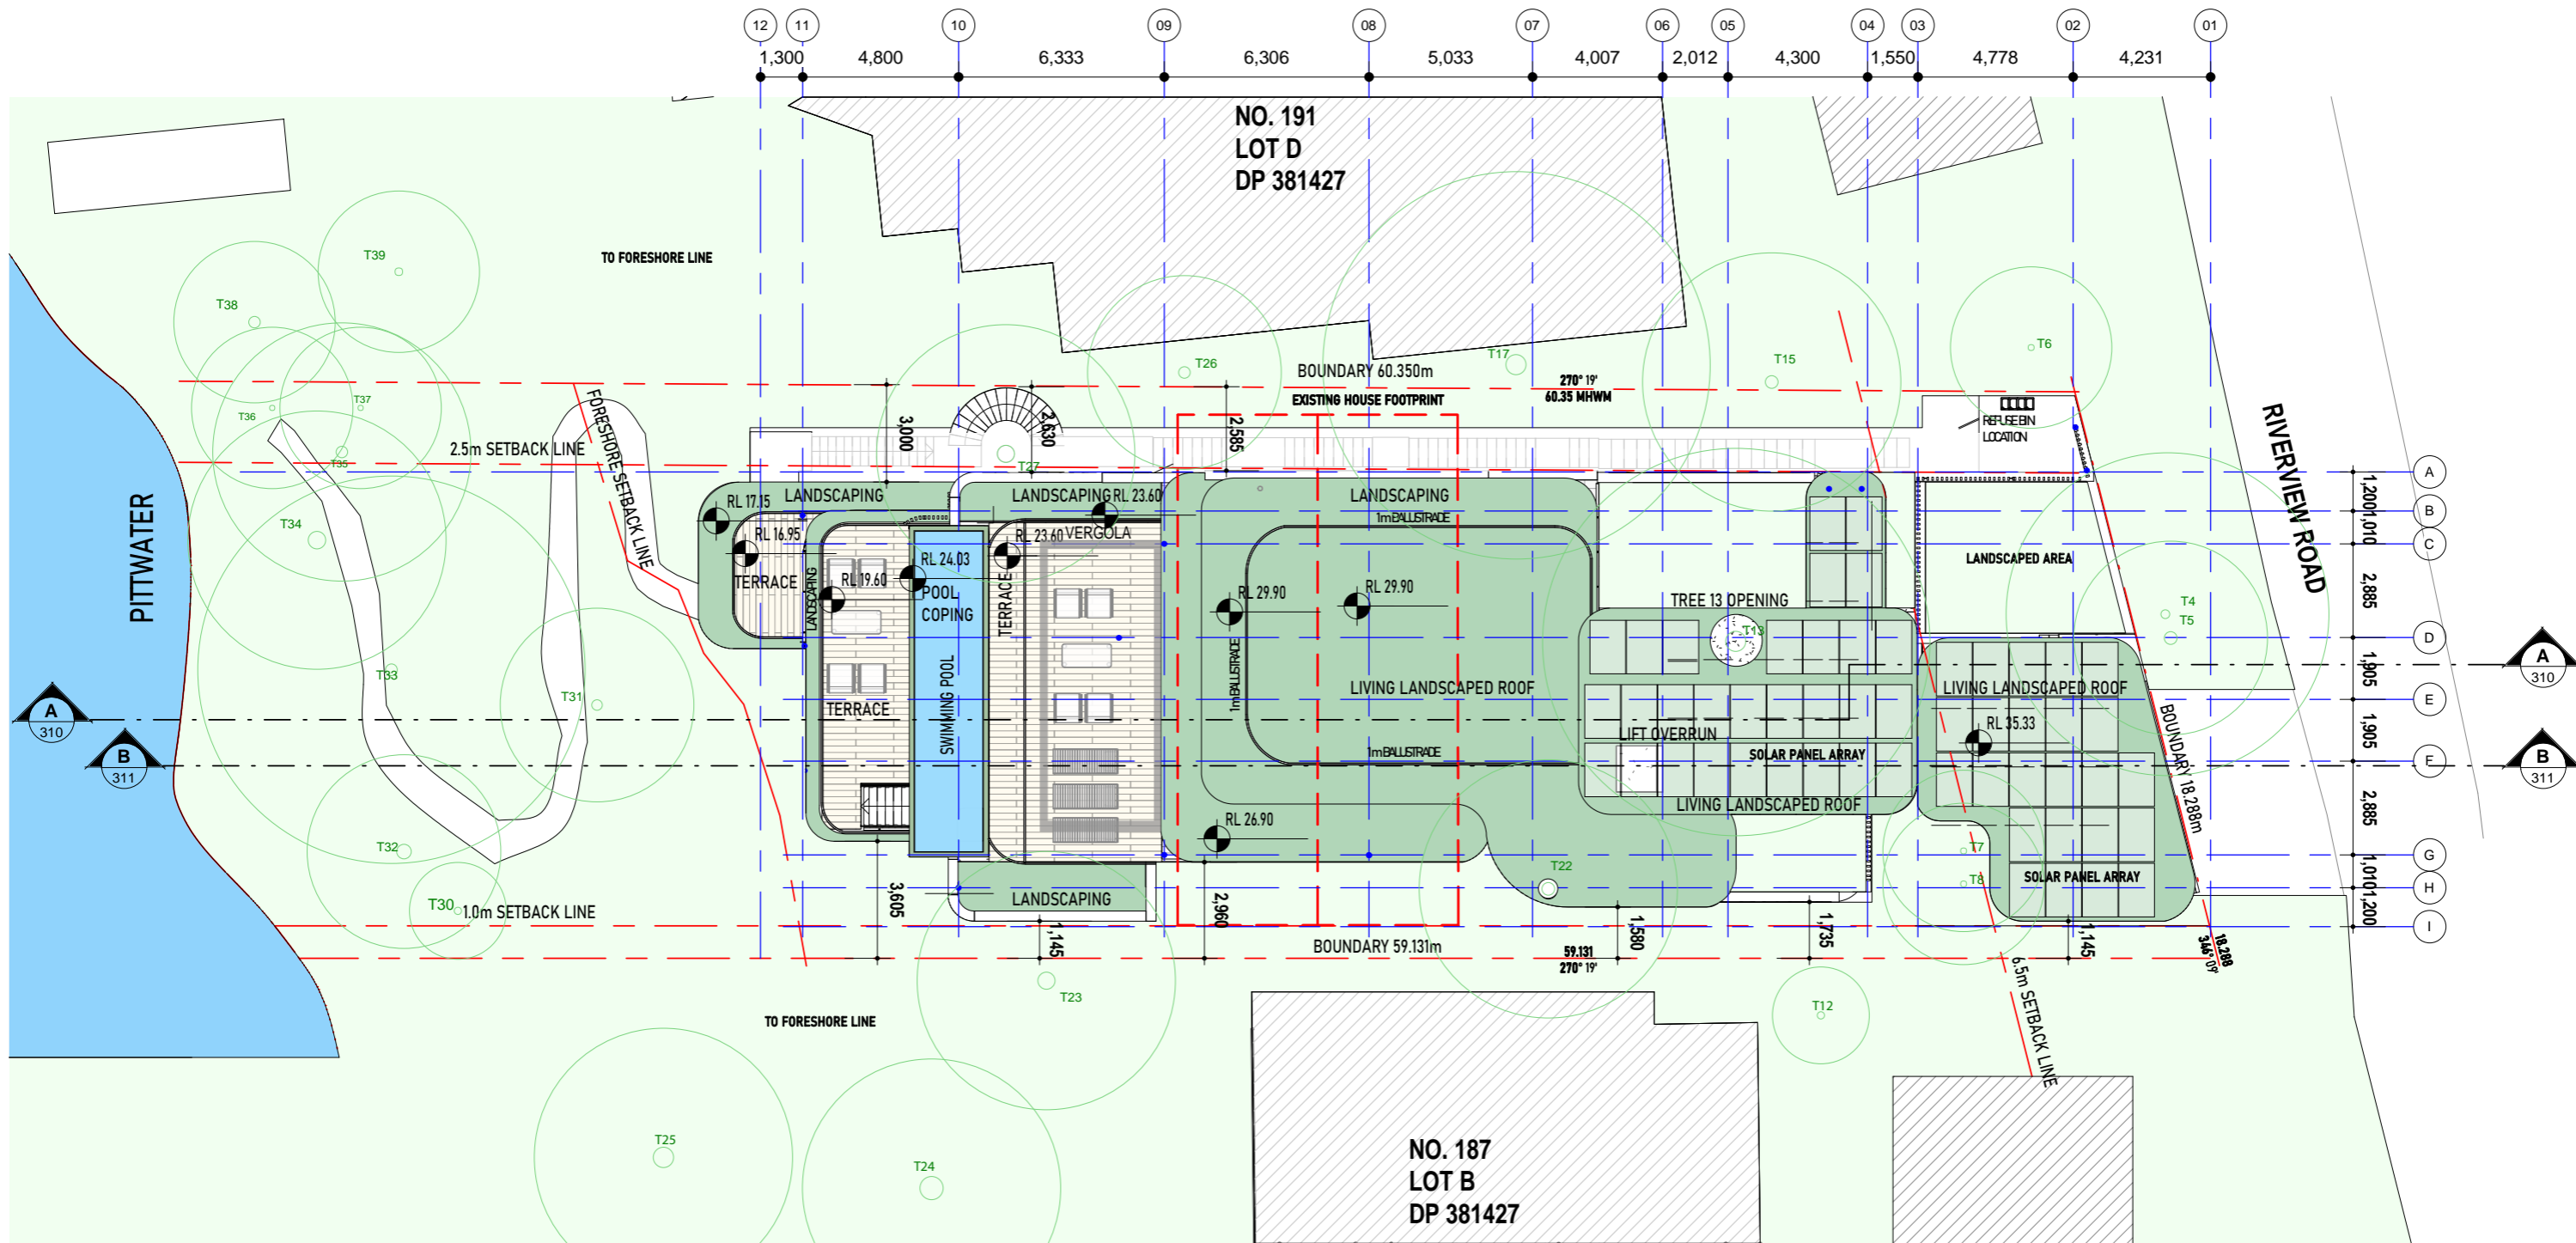 12 11 10 09 08 07 06 05 04 03 02 01
1,300 4,800 6,333 6,306 5,033 4,007 2,012 4,300 1,550 4,778 4,231
NO. 191
LOT D
DP 381427
TO FORESHORE LINE
T39
T38
T36
T37
T35
T34
T33
T31
T32
T30
T26
T17
T15
T6
T27
BOUNDARY 60.350m
270° 19'
60.35 MHWM
EXISTING HOUSE FOOTPRINT
REFUSE BIN
LOCATION
RIVERVIEW ROAD
PITTWATER
FORESHORE SETBACK LINE
2.5m SETBACK LINE
3,000
2,630
2,585
LANDSCAPING
LANDSCAPING
LANDSCAPING
RL 17.15
RL 16.95
RL 23.60
RL 23.60
VERGOLA
RL 24.03
RL 19.60
TERRACE
LANDSCAPING
POOL
COPING
TERRACE
1m BALUSTRADE
RL 29.90
RL 29.90
1m BALUSTRADE
TREE 13 OPENING
T13
LANDSCAPED AREA
T4
T5
A
B
C
D
E
F
G
H
I
1,200
1,010
2,885
1,905
1,905
2,885
1,010
1,200
A
310
B
311
A
310
B
311
TERRACE
SWIMMING POOL
LIVING LANDSCAPED ROOF
LIVING LANDSCAPED ROOF
RL 35.33
LIFT OVERRUN
SOLAR PANEL ARRAY
1m BALUSTRADE
LIVING LANDSCAPED ROOF
BOUNDARY 18.288m
RL 26.90
T7
T8
SOLAR PANEL ARRAY
T22
LANDSCAPING
1.0m SETBACK LINE
3,605
1,145
2,960
1,580
1,735
1,145
BOUNDARY 59.131m
59.131
270° 19'
18.288
346° 09'
6.5m SETBACK LINE
T23
T12
TO FORESHORE LINE
T25
T24
NO. 187
LOT B
DP 381427